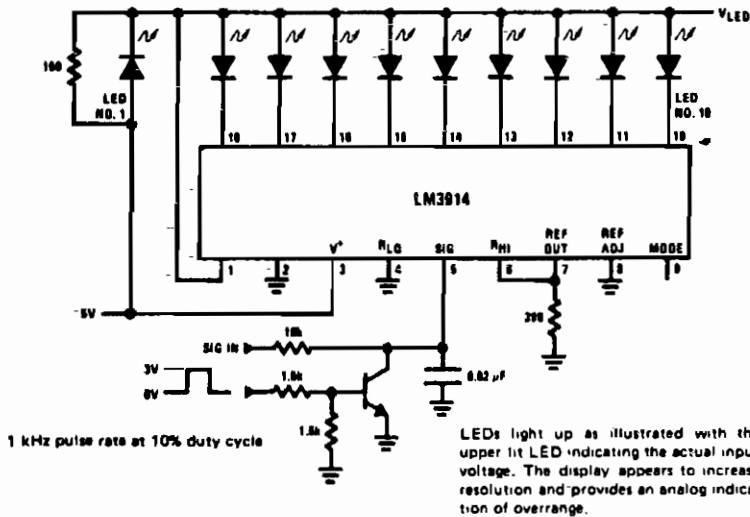 VLED
100
LED
NO. 1
LED
NO. 10
18 17 16 15 14 13 12 11 10
LM3914
V+ RLO SIG RHI REF OUT REF ADJ MODE
1 2 3 4 5 6 7 8 9
5V
390
SIG IN
10k
3V
0V
1.5k
0.02 µF
1.5k
1 kHz pulse rate at 10% duty cycle
LEDs light up as illustrated with the
upper lit LED indicating the actual inpu
voltage. The display appears to increas
resolution and provides an analog indica
tion of overrange.